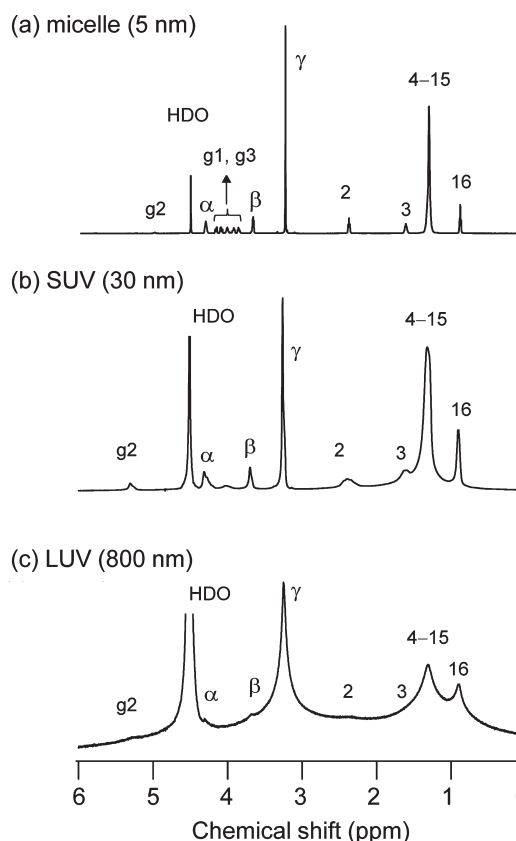 (a) micelle (5 nm)
γ
4–15
HDO
g1, g3
g2
α
β
2
3
16
(b) SUV (30 nm)
HDO
γ
4–15
g2
α
β
2
3
16
(c) LUV (800 nm)
HDO
γ
4–15
g2
α
β
2
3
16
6 5 4 3 2 1
Chemical shift (ppm)